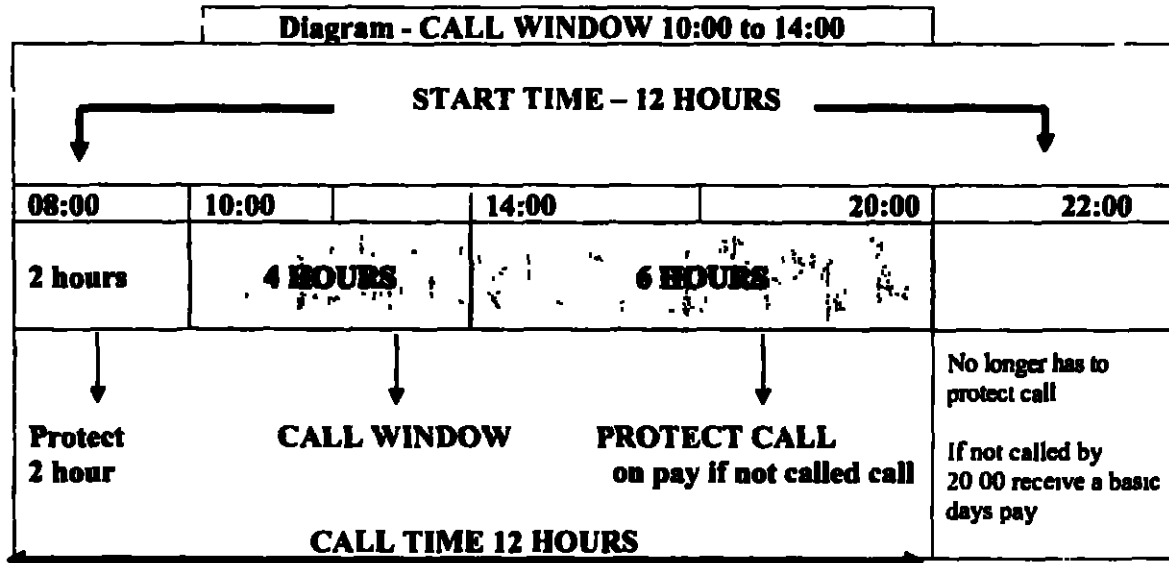 Diagram - CALL WINDOW 10:00 to 14:00
START TIME – 12 HOURS
08:00 10:00 14:00 20:00 22:00
2 hours 4 HOURS 6 HOURS
Protect
2 hour
CALL WINDOW
PROTECT CALL
on pay if not called call
No longer has to
protect call
If not called by
20 00 receive a basic
days pay
CALL TIME 12 HOURS